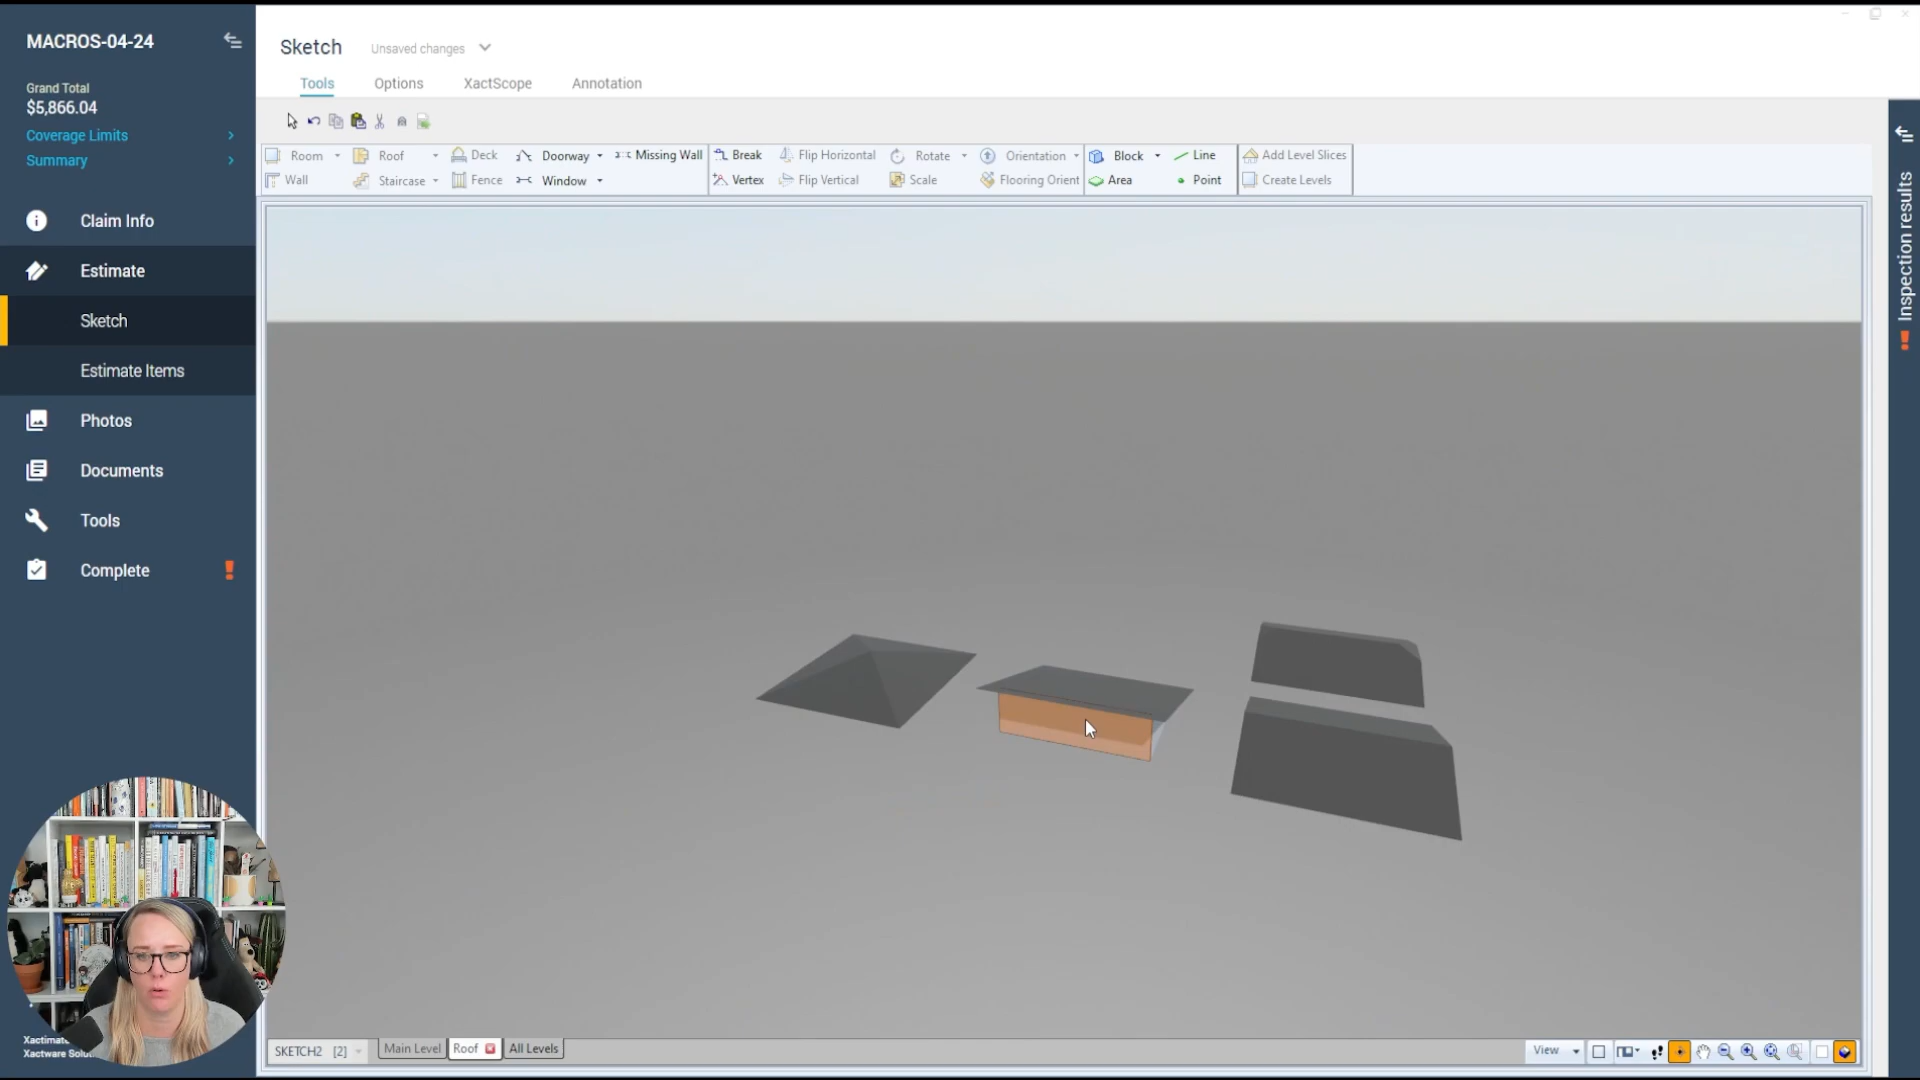 MACROS-04-24
Grand Total
$5,866.04
Coverage Limits
Summary
Claim Info
Estimate
Sketch
Estimate Items
Photos
Documents
Tools
Complete
Sketch
Unsaved changes
Tools
Options
XactScope
Annotation
Room
Roof
Deck
Doorway
Missing Wall
Break
Flip Horizontal
Rotate
Orientation
Block
Line
Add Level Slices
Wall
Staircase
Fence
Window
Vertex
Flip Vertical
Scale
Flooring Orient
Area
Point
Create Levels
Inspection results
SKETCH2 [2]
Main Level
Roof
All Levels
View